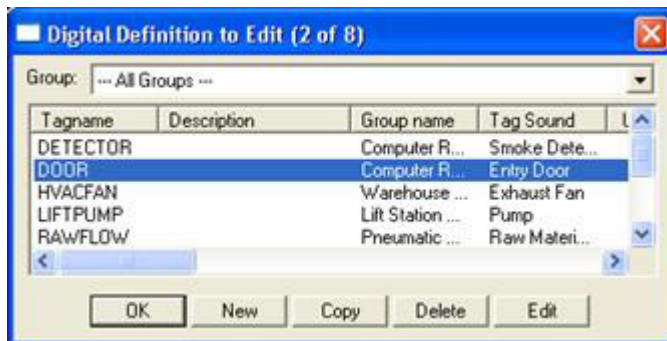 Digital Definition to Edit (2 of 8)
Group: --- All Groups ---
Tagname Description Group name Tag Sound
DETECTOR Computer R... Smoke Dete...
DOOR Computer R... Entry Door
HVACFAN Warehouse ... Exhaust Fan
LIFTPUMP Lift Station ... Pump
RAWFLOW Pneumatic ... Raw Materi...
OK New Copy Delete Edit